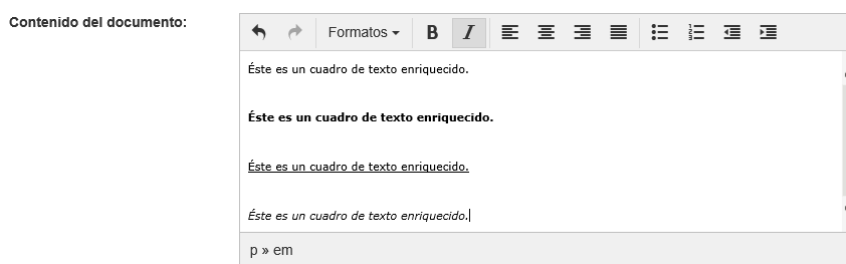 Contenido del documento:
Formatos B I
Éste es un cuadro de texto enriquecido.
Éste es un cuadro de texto enriquecido.
Éste es un cuadro de texto enriquecido.
Éste es un cuadro de texto enriquecido.
p » em